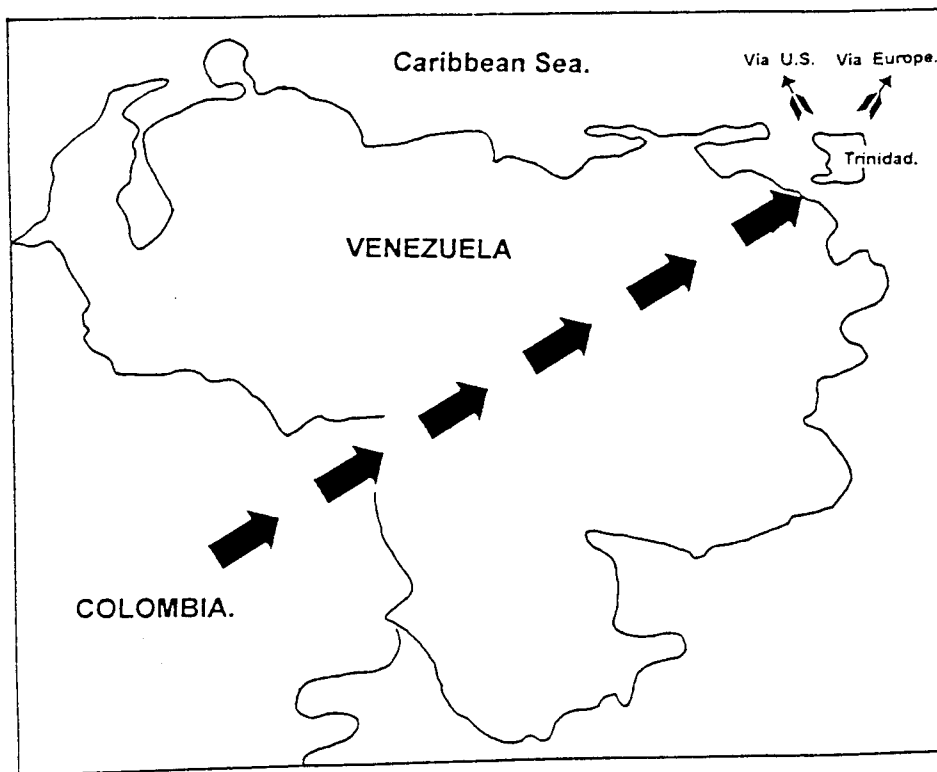 Caribbean Sea.
Via U.S. Via Europe.
Trinidad.
VENEZUELA
COLOMBIA.